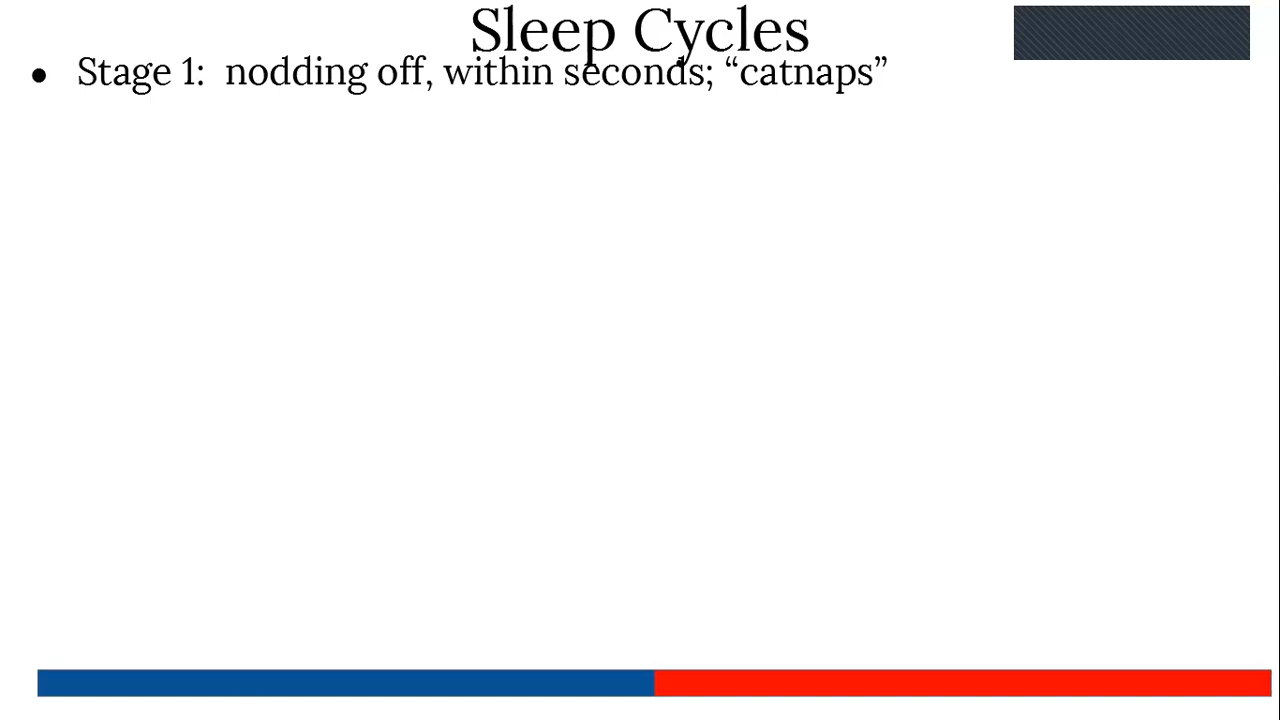 Sleep Cycles
● Stage 1:  nodding off, within seconds; “catnaps”